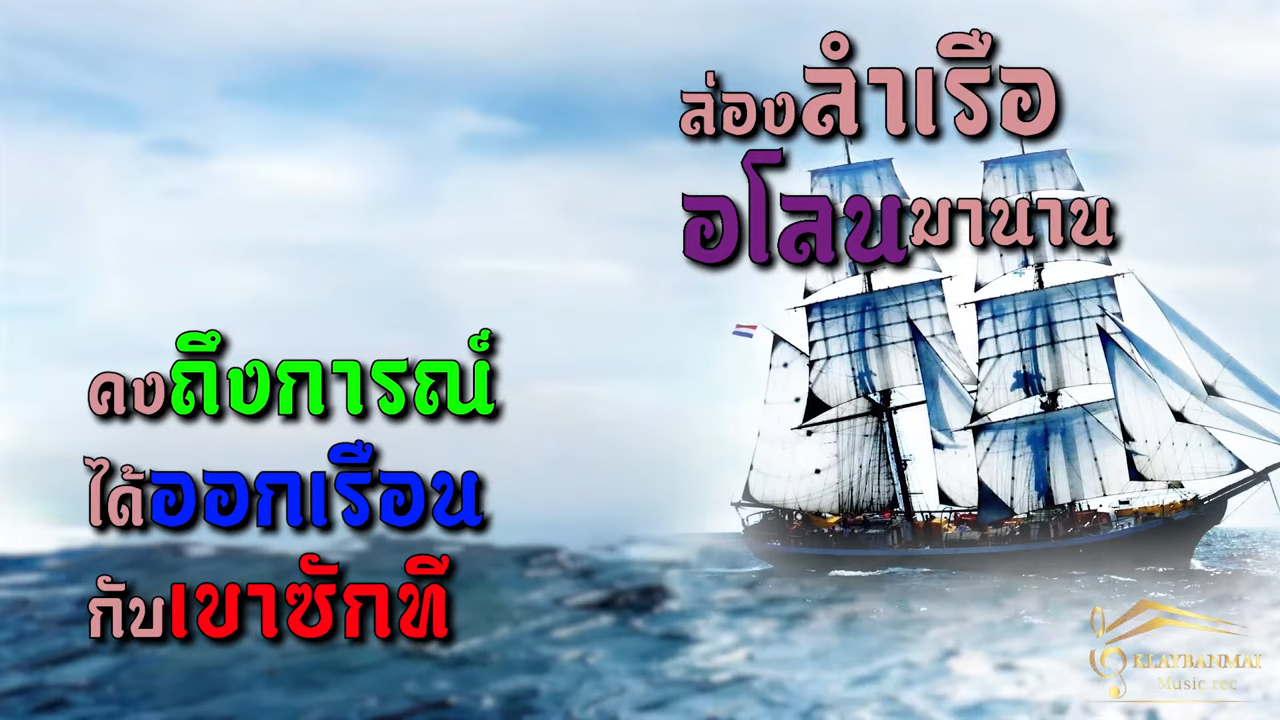 ล่องลำเรือ
อโลนมานาน
คงถึงการณ์
ได้ออกเรือน
กับเขาซักที
KLAYBANMAI
Music rec